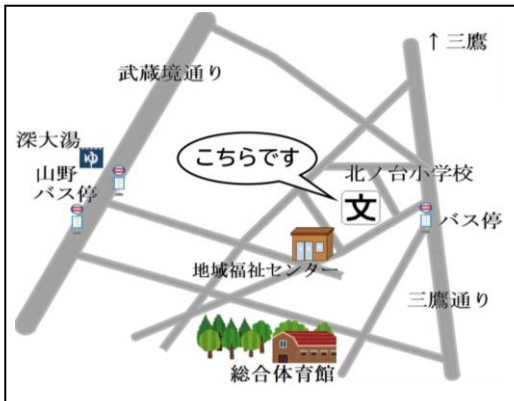 ↑三鷹
武蔵境通り
深大湯
ゆ
山野
バス停
こちらです
北ノ台小学校
文
バス停
地域福祉センター
三鷹通り
総合体育館